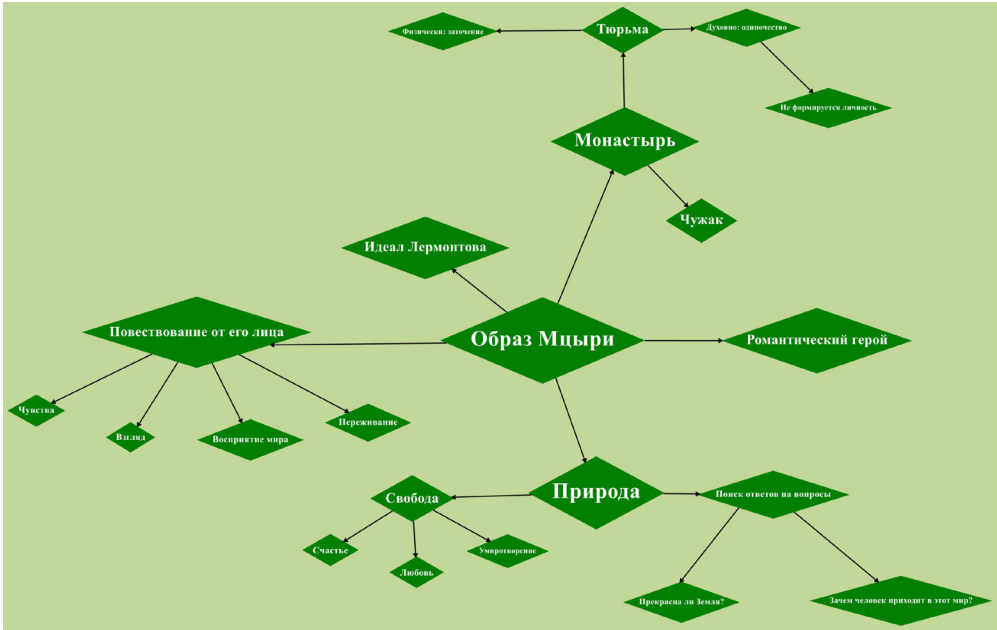 Физически: заточение
Тюрьма
Духовно: одиночество
Не формируется личность
Монастырь
Чужак
Идеал Лермонтова
Повествование от его лица
Образ Мцыри
Романтический герой
Чувства
Взгляд
Восприятие мира
Переживание
Свобода
Природа
Поиск ответов на вопросы
Счастье
Любовь
Умиротворение
Прекрасна ли Земля?
Зачем человек приходит в этот мир?